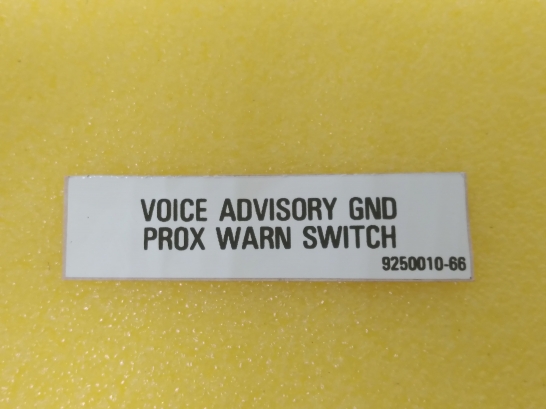 VOICE ADVISORY GND
PROX WARN SWITCH
9250010-66